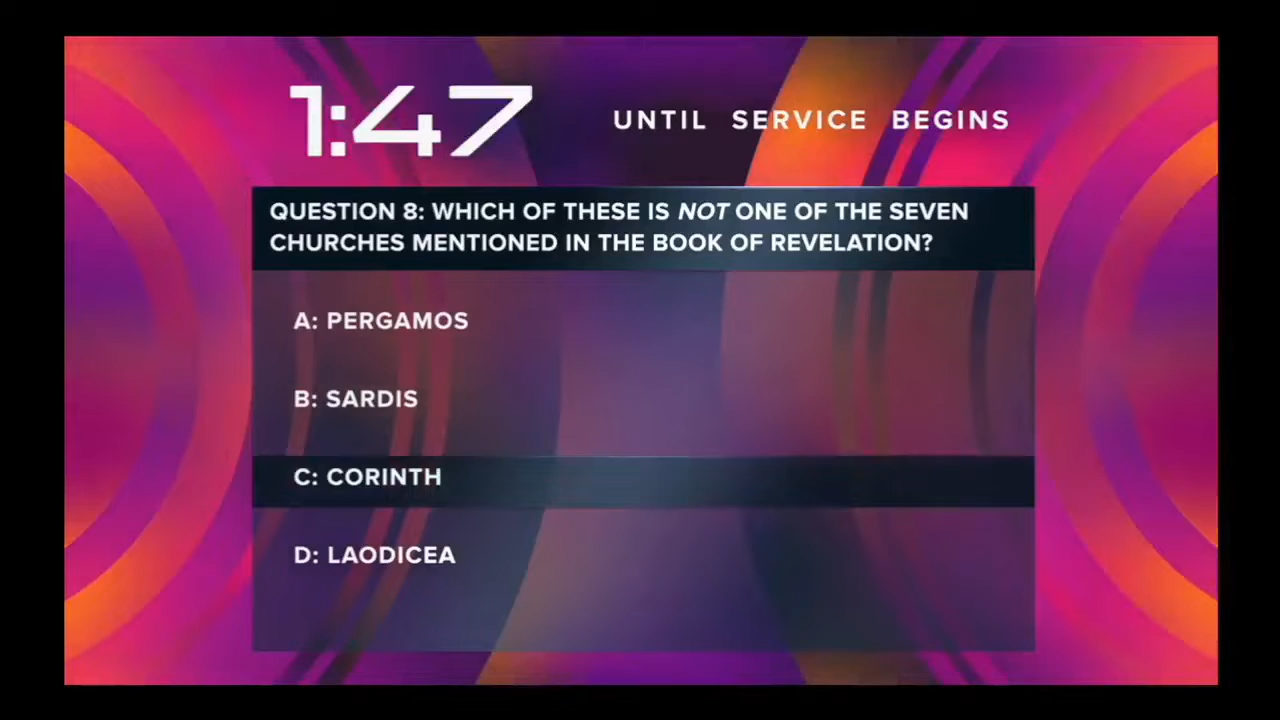 1:47 UNTIL SERVICE BEGINS
QUESTION 8: WHICH OF THESE IS NOT ONE OF THE SEVEN
CHURCHES MENTIONED IN THE BOOK OF REVELATION?
A: PERGAMOS
B: SARDIS
C: CORINTH
D: LAODICEA